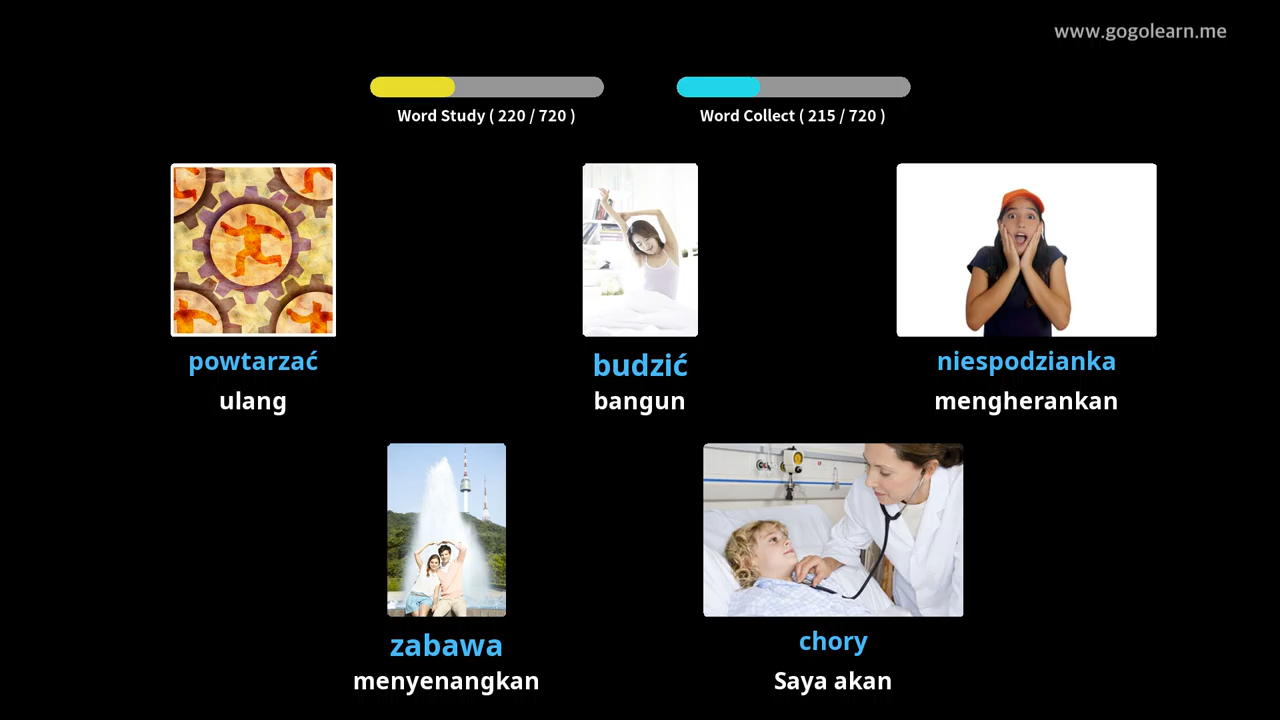 www.gogolearn.me
Word Study ( 220 / 720 )
Word Collect ( 215 / 720 )
powtarzać
ulang
budzić
bangun
niespodzianka
mengherankan
zabawa
menyenangkan
chory
Saya akan